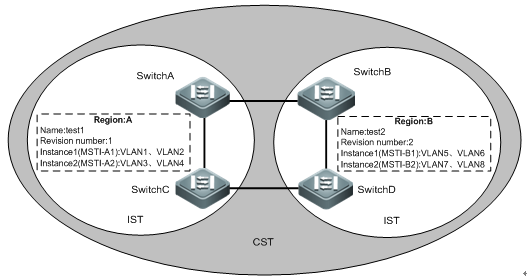 SwitchA
SwitchB
Region:A
Name:test1
Revision number:1
Instance1(MSTI-A1):VLAN1、VLAN2
Instance2(MSTI-A2):VLAN3、VLAN4
Region:B
Name:test2
Revision number:2
Instance1(MSTI-B1):VLAN5、VLAN6
Instance2(MSTI-B2):VLAN7、VLAN8
SwitchC
SwitchD
IST
IST
CST